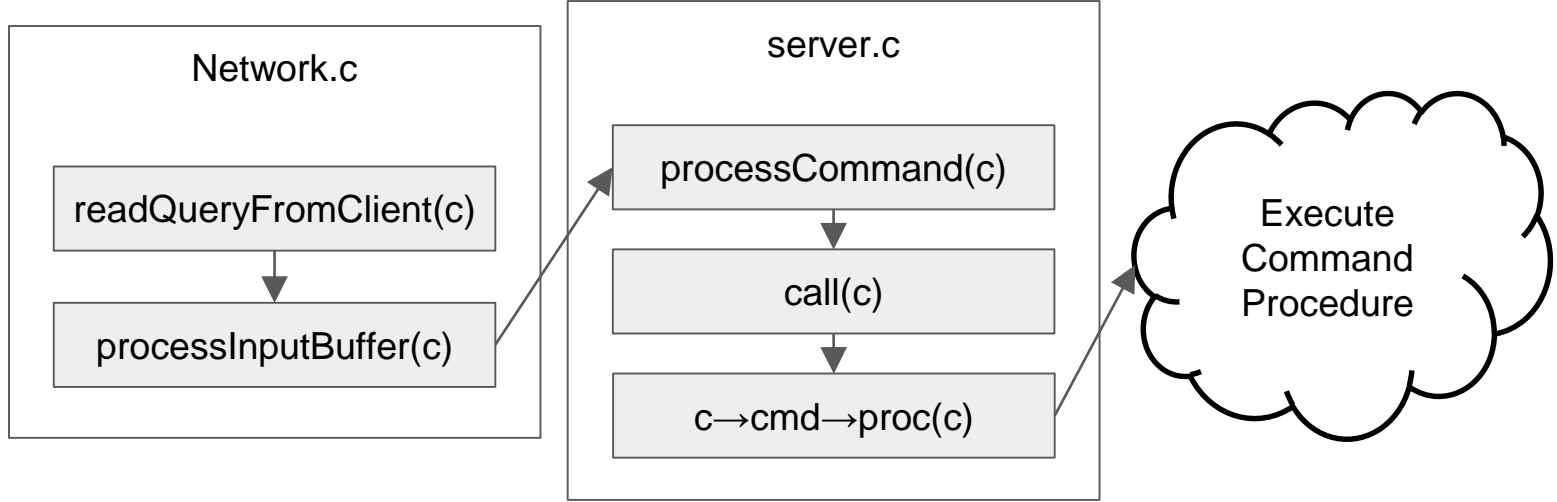 Network.c
readQueryFromClient(c)
processInputBuffer(c)
server.c
processCommand(c)
call(c)
c→cmd→proc(c)
Execute
Command
Procedure